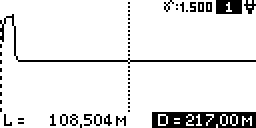 γ:1.500 1
L = 108,504м D = 217,00м